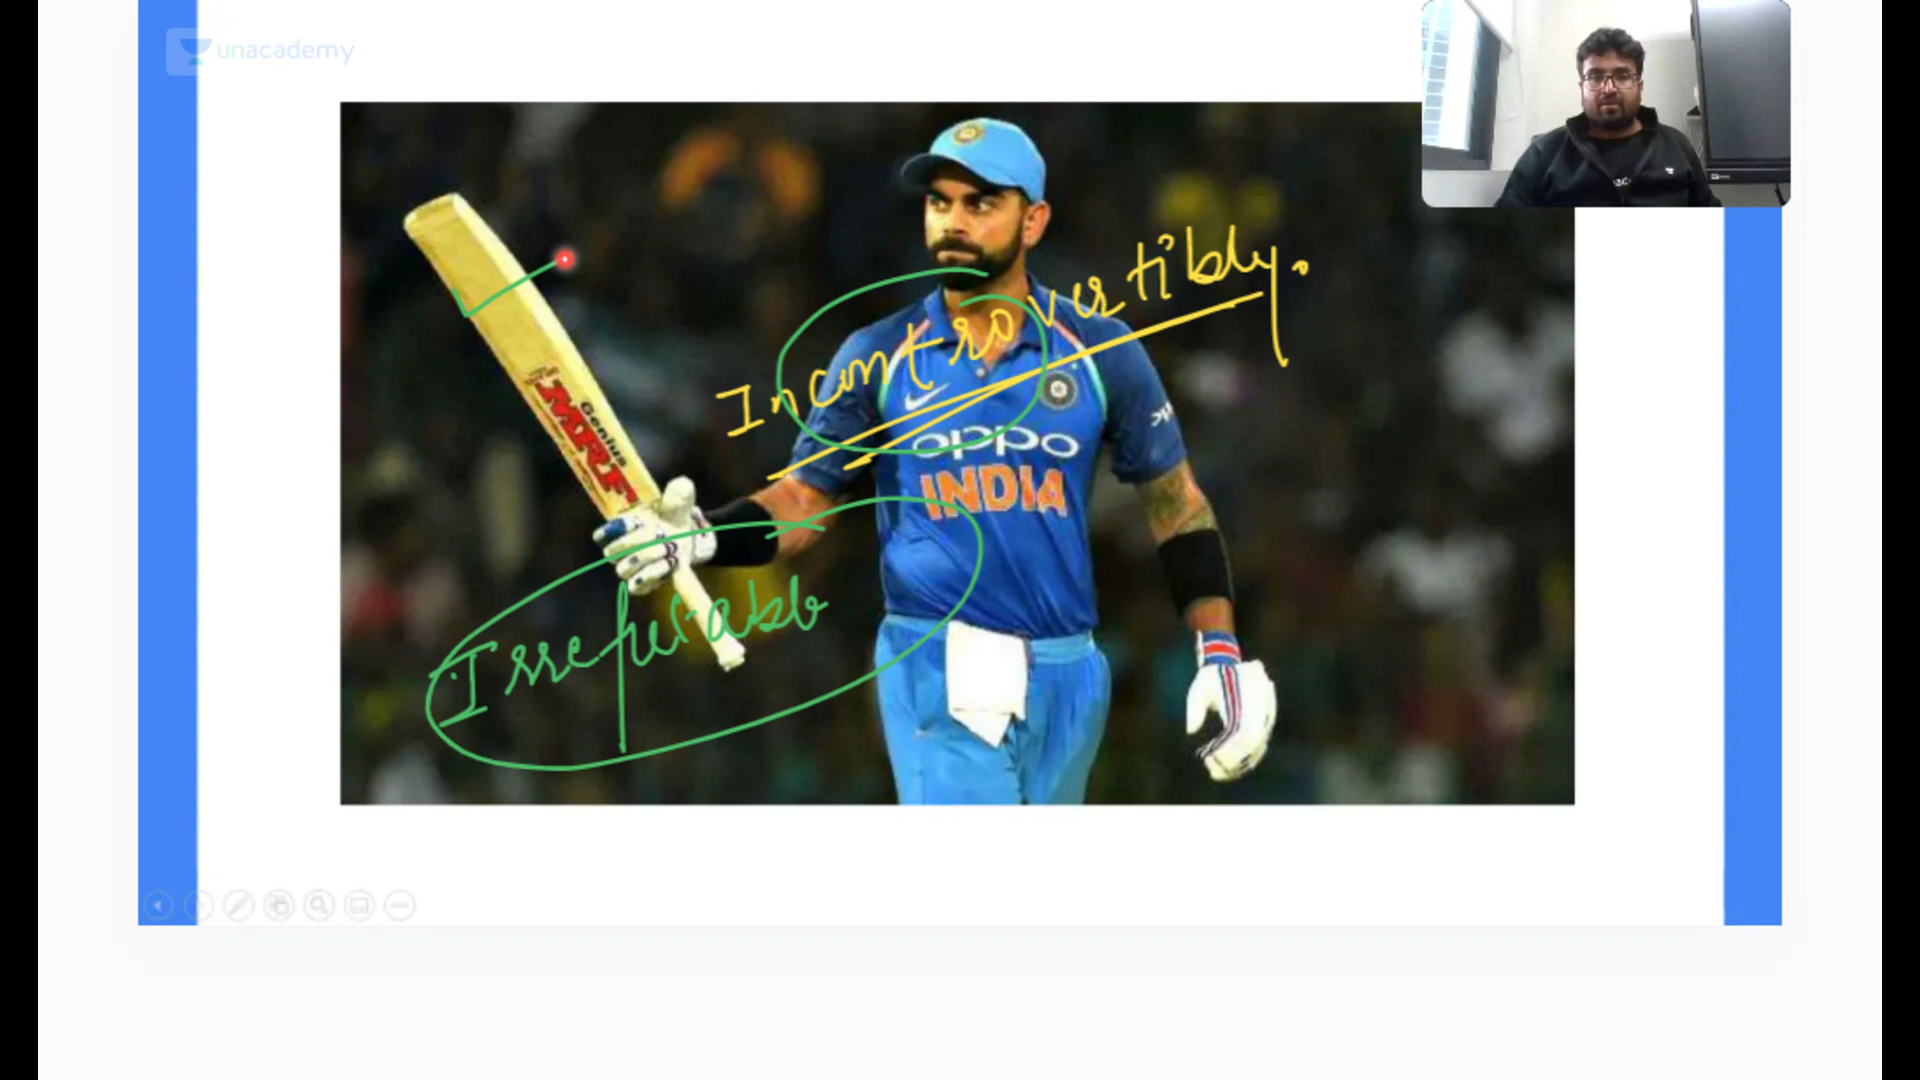 unacademy
Incontrovertibly.
Genius
MRF
oppo
INDIA
Irrefutable